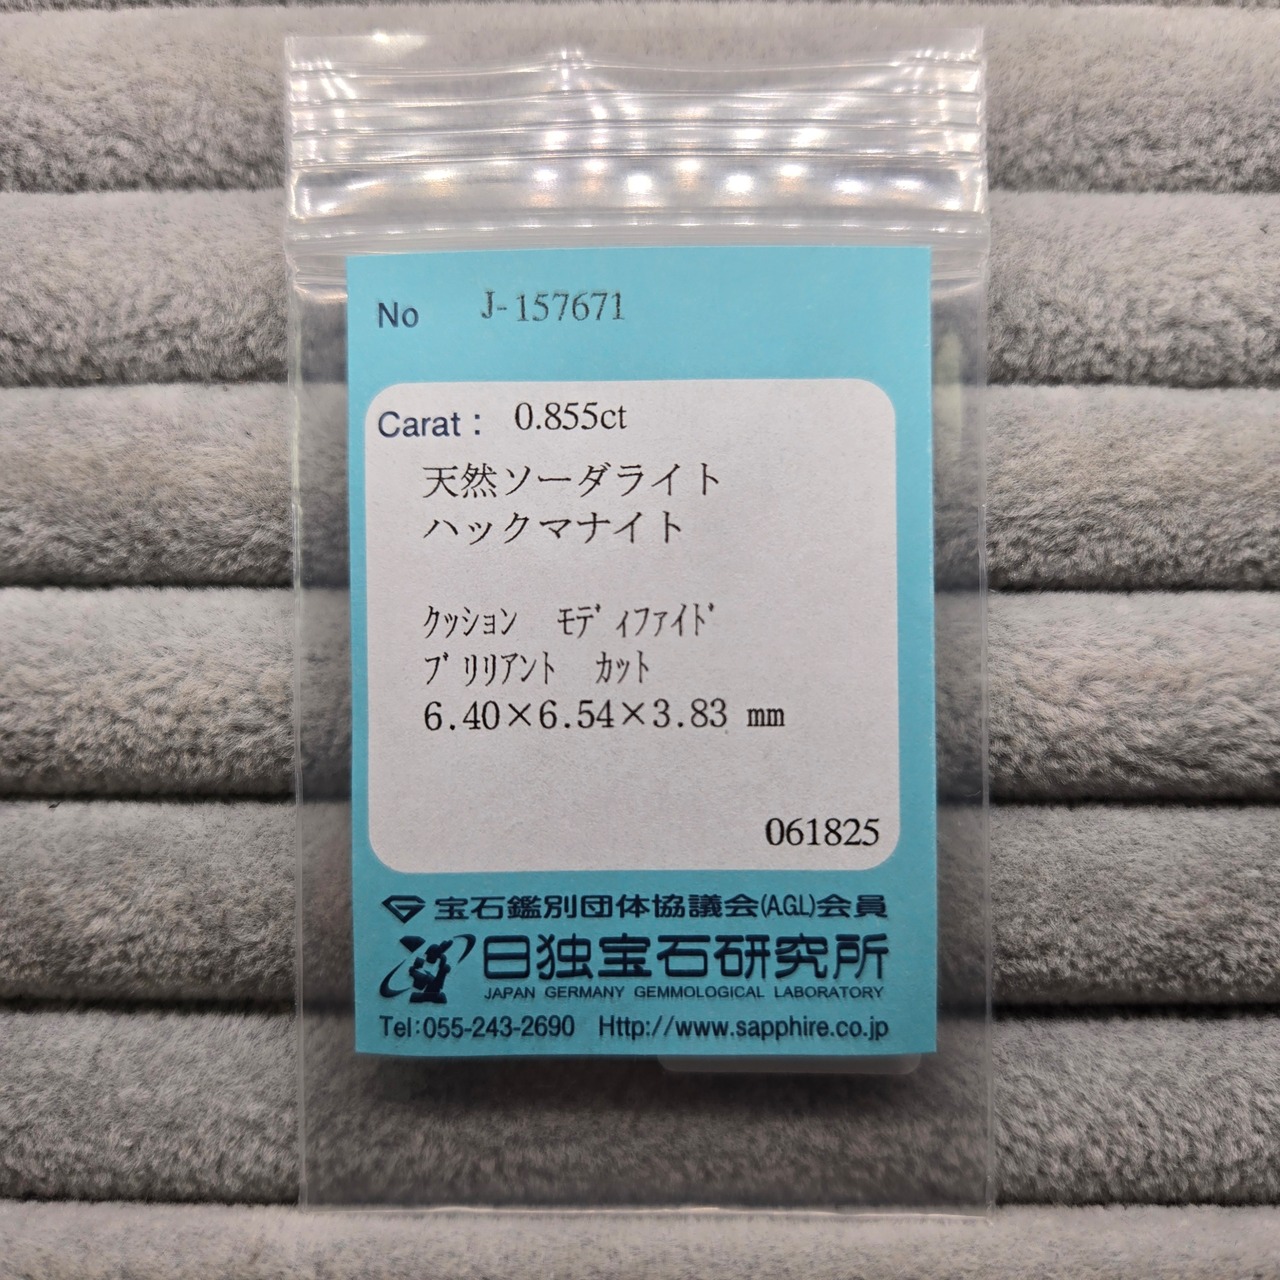 No J-157671
Carat : 0.855ct
天然ソーダライト
ハックマナイト
ｸｯｼｮﾝ ﾓﾃﾞｨﾌｧｲﾄﾞ
ﾌﾞﾘﾘｱﾝﾄ ｶｯﾄ
6.40×6.54×3.83 mm
061825
宝石鑑別団体協議会(AGL)会員
日独宝石研究所
JAPAN GERMANY GEMMOLOGICAL LABORATORY
Tel:055-243-2690 Http://www.sapphire.co.jp